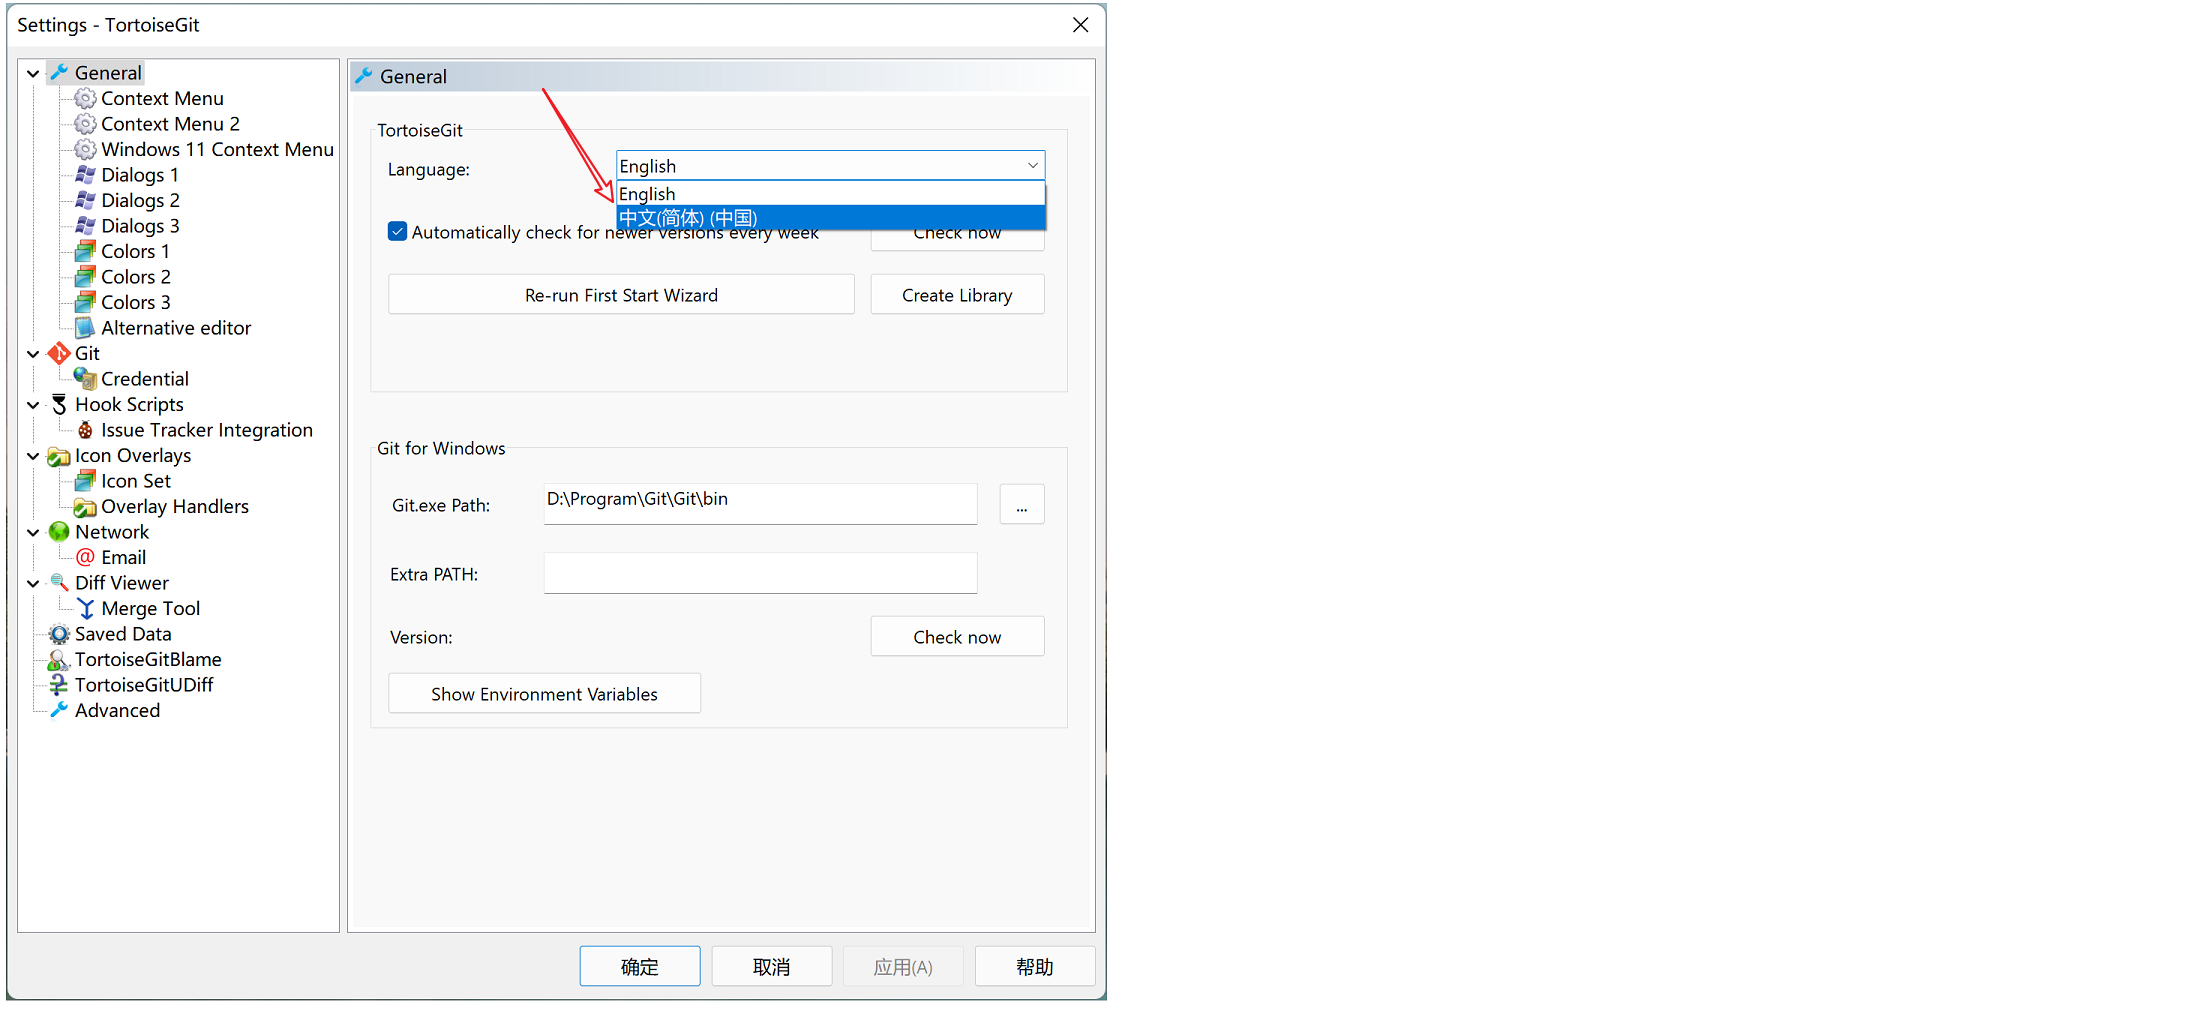 Settings - TortoiseGit
General
Context Menu
Context Menu 2
Windows 11 Context Menu
Dialogs 1
Dialogs 2
Dialogs 3
Colors 1
Colors 2
Colors 3
Alternative editor
Git
Credential
Hook Scripts
Issue Tracker Integration
Icon Overlays
Icon Set
Overlay Handlers
Network
Email
Diff Viewer
Merge Tool
Saved Data
TortoiseGitBlame
TortoiseGitUDiff
Advanced
General
TortoiseGit
Language:
English
English
中文(简体) (中国)
Automatically check for newer versions every week
Check now
Re-run First Start Wizard
Create Library
Git for Windows
Git.exe Path:
D:\Program\Git\Git\bin
...
Extra PATH:
Version:
Check now
Show Environment Variables
确定
取消
应用(A)
帮助